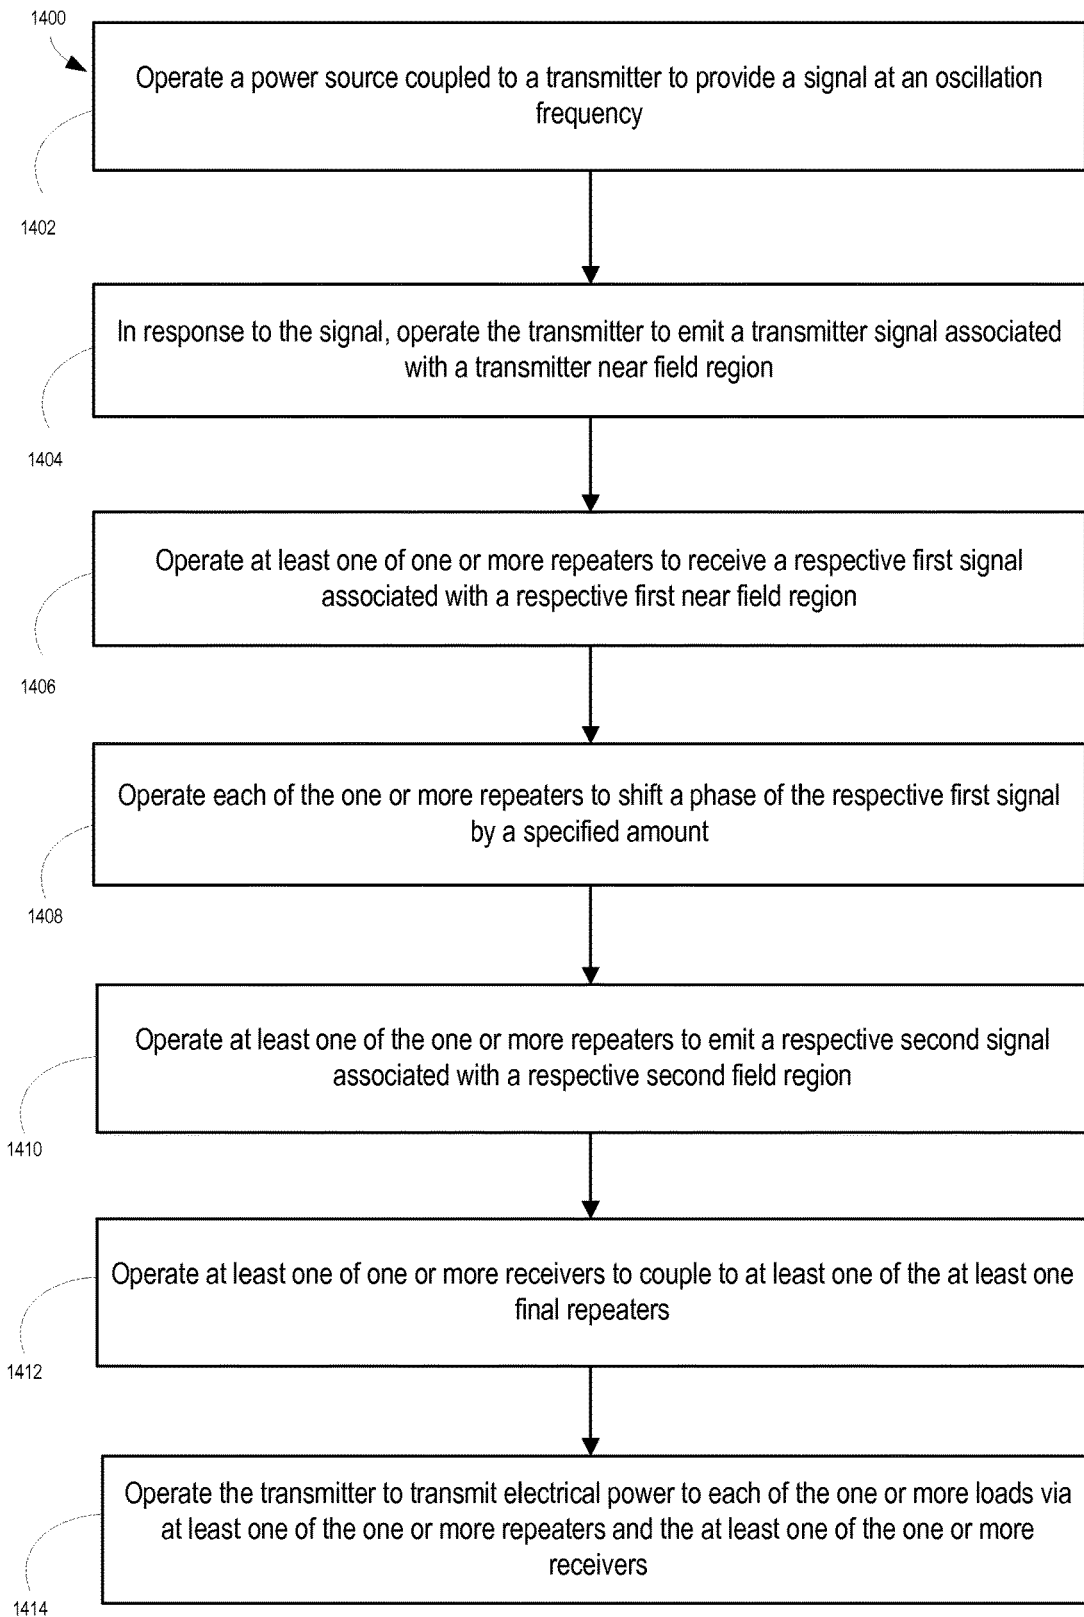 1400
Operate a power source coupled to a transmitter to provide a signal at an oscillation
frequency
1402
In response to the signal, operate the transmitter to emit a transmitter signal associated
with a transmitter near field region
1404
Operate at least one of one or more repeaters to receive a respective first signal
associated with a respective first near field region
1406
Operate each of the one or more repeaters to shift a phase of the respective first signal
by a specified amount
1408
Operate at least one of the one or more repeaters to emit a respective second signal
associated with a respective second field region
1410
Operate at least one of one or more receivers to couple to at least one of the at least one
final repeaters
1412
Operate the transmitter to transmit electrical power to each of the one or more loads via
at least one of the one or more repeaters and the at least one of the one or more
receivers
1414